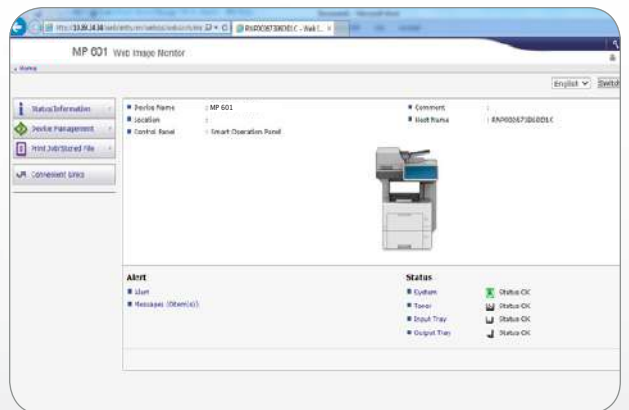 MP 601 Web Image Monitor
Home
English
Status/Information
Device Management
Print Job/Stored File
Convenient Links
Device Name : MP 601
Location :
Control Panel : Smart Operation Panel
Comment :
Host Name :
Alert
Alert
Messages (0item(s))
Status
System Status OK
Toner Status OK
Input Tray Status OK
Output Tray Status OK